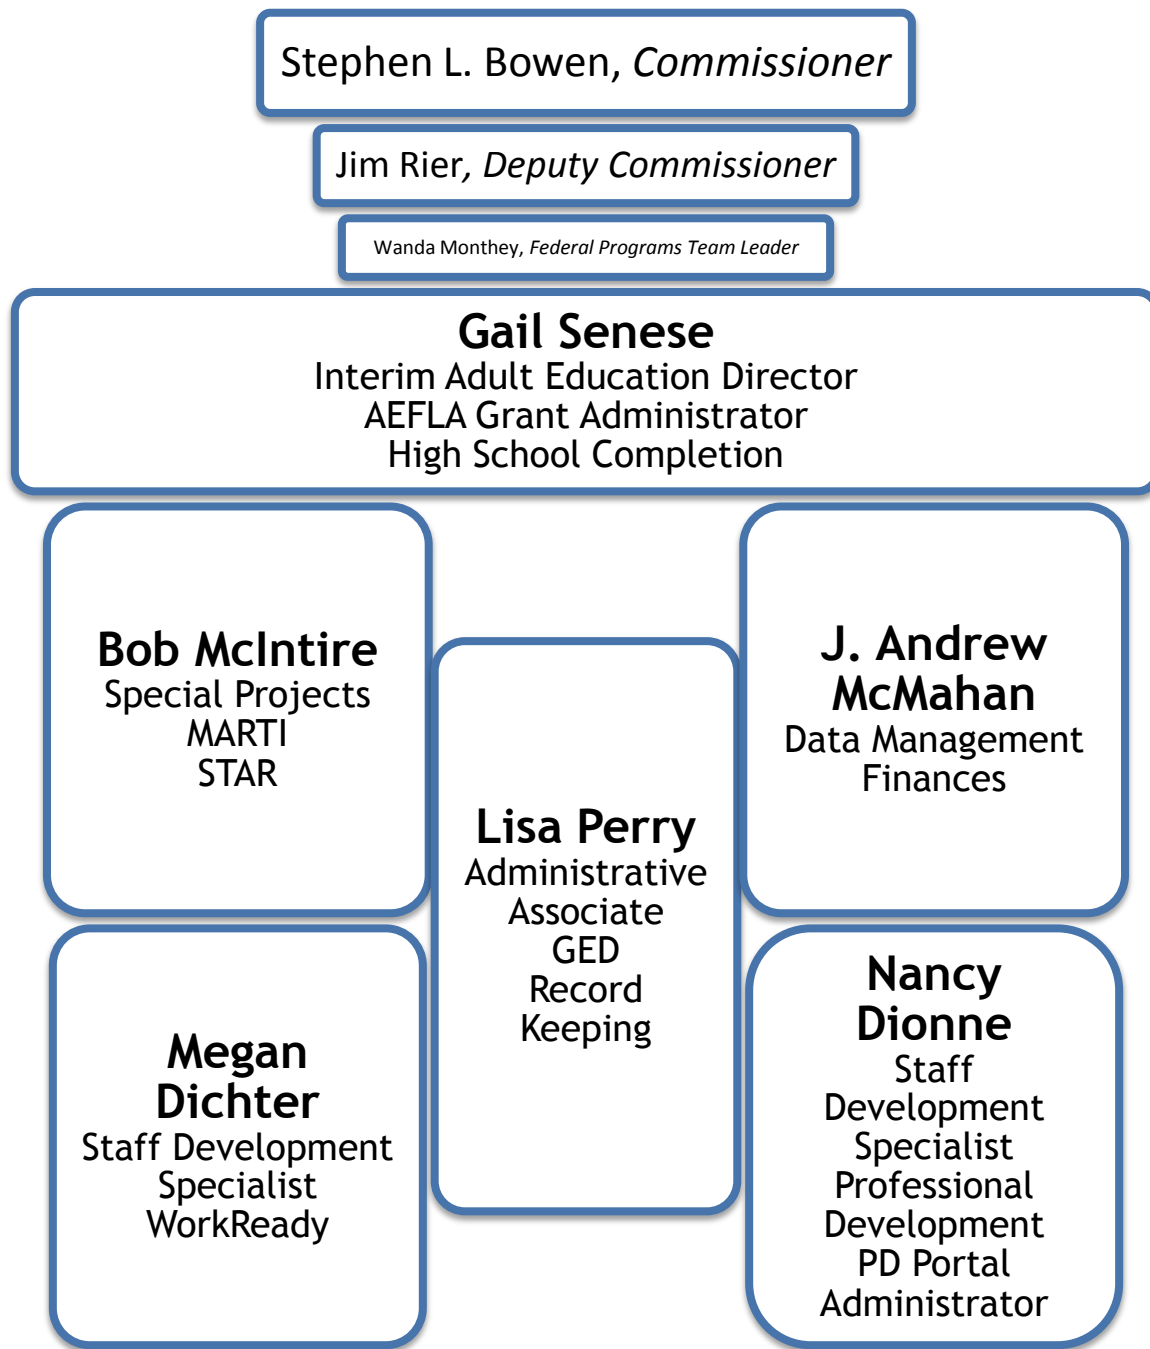 Stephen L. Bowen, Commissioner
Jim Rier, Deputy Commissioner
Wanda Monthey, Federal Programs Team Leader
Gail Senese
Interim Adult Education Director
AEFLA Grant Administrator
High School Completion
Bob McIntire
Special Projects
MARTI
STAR
J. Andrew
McMahan
Data Management
Finances
Lisa Perry
Administrative
Associate
GED
Record
Keeping
Megan
Dichter
Staff Development
Specialist
WorkReady
Nancy
Dionne
Staff
Development
Specialist
Professional
Development
PD Portal
Administrator